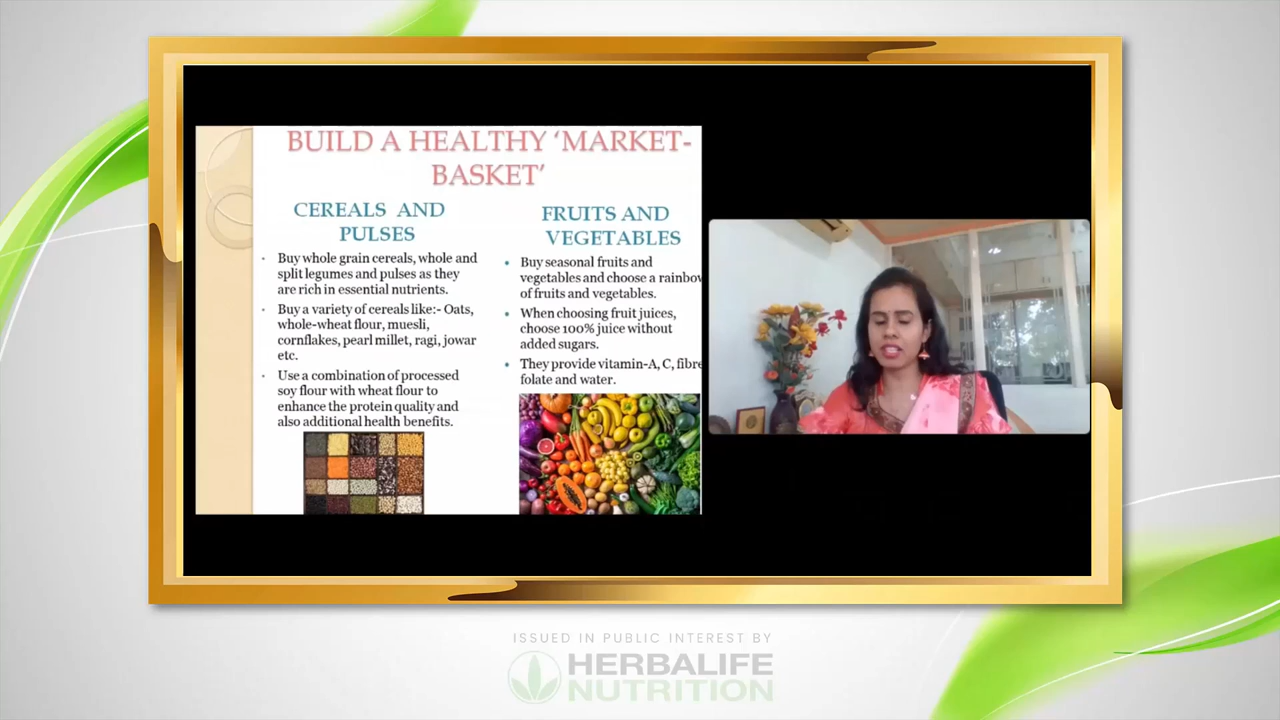 BUILD A HEALTHY ‘MARKET-
BASKET’
CEREALS AND
PULSES
• Buy whole grain cereals, whole and
split legumes and pulses as they
are rich in essential nutrients.
• Buy a variety of cereals like:- Oats,
whole-wheat flour, muesli,
cornflakes, pearl millet, ragi, jowar
etc.
• Use a combination of processed
soy flour with wheat flour to
enhance the protein quality and
also additional health benefits.
FRUITS AND
VEGETABLES
• Buy seasonal fruits and
vegetables and choose a rainbow
of fruits and vegetables.
• When choosing fruit juices,
choose 100% juice without
added sugars.
• They provide vitamin-A, C, fibre
folate and water.
ISSUED IN PUBLIC INTEREST BY
HERBALIFE
NUTRITION